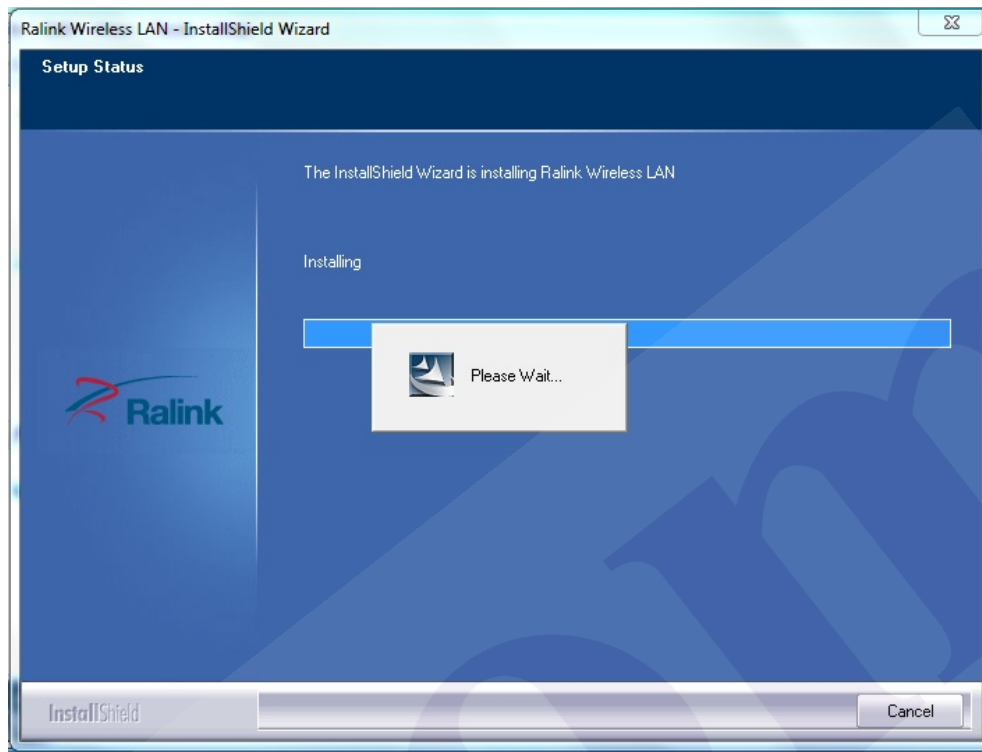 Ralink Wireless LAN - InstallShield Wizard
Setup Status
The InstallShield Wizard is installing Ralink Wireless LAN
Installing
Please Wait...
Ralink
InstallShield
Cancel